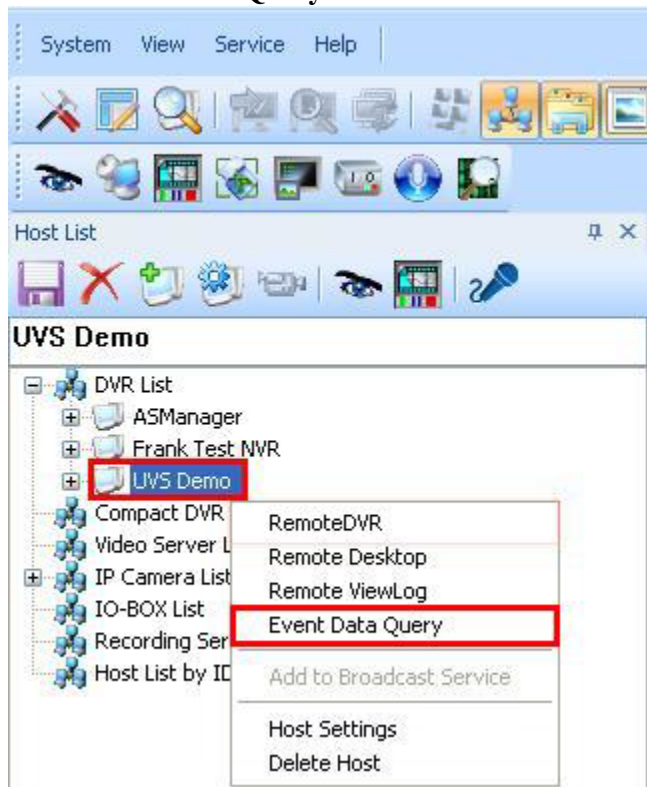 System View Service Help
Host List
UVS Demo
DVR List
ASManager
Frank Test NVR
UVS Demo
Compact DVR
Video Server L
IP Camera List
IO-BOX List
Recording Ser
Host List by ID
RemoteDVR
Remote Desktop
Remote ViewLog
Event Data Query
Add to Broadcast Service
Host Settings
Delete Host